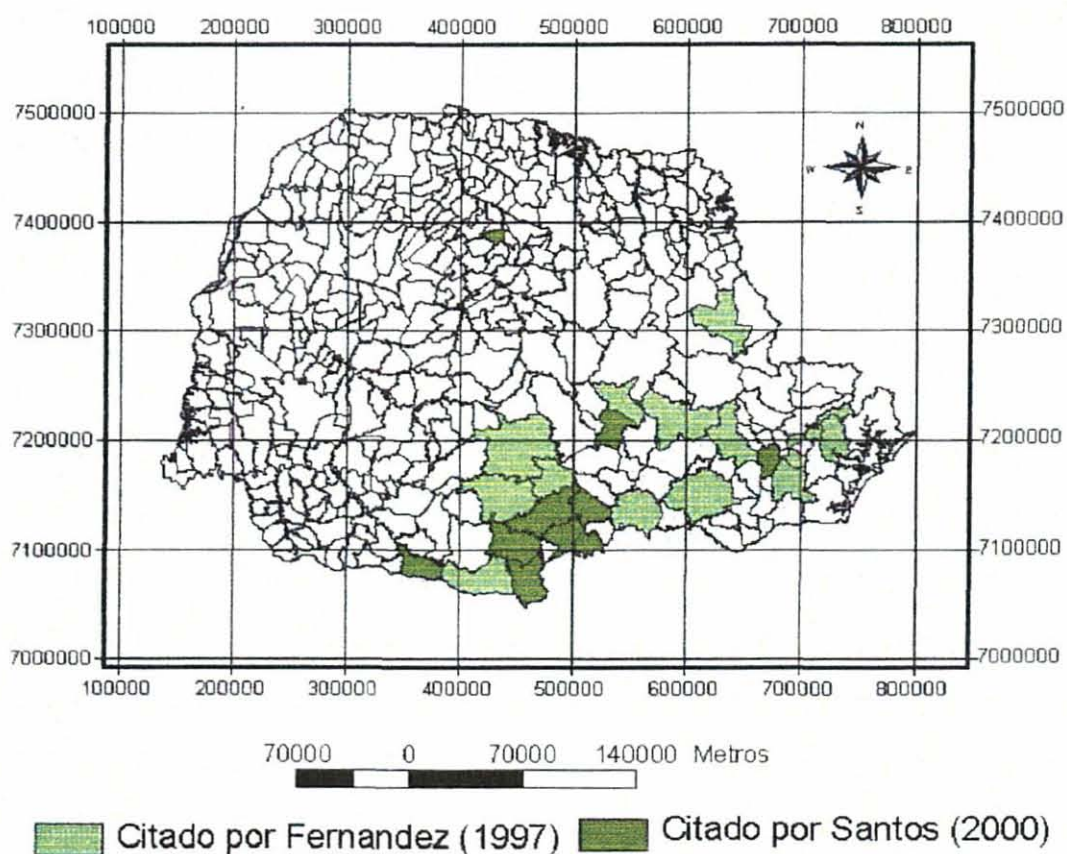 100000 200000 300000 400000 500000 600000 700000 800000
7500000 7500000
N
W E
S
7400000 7400000
7300000 7300000
7200000 7200000
7100000 7100000
7000000 7000000
100000 200000 300000 400000 500000 600000 700000 800000
70000 0 70000 140000 Metros
Citado por Fernandez (1997) Citado por Santos (2000)